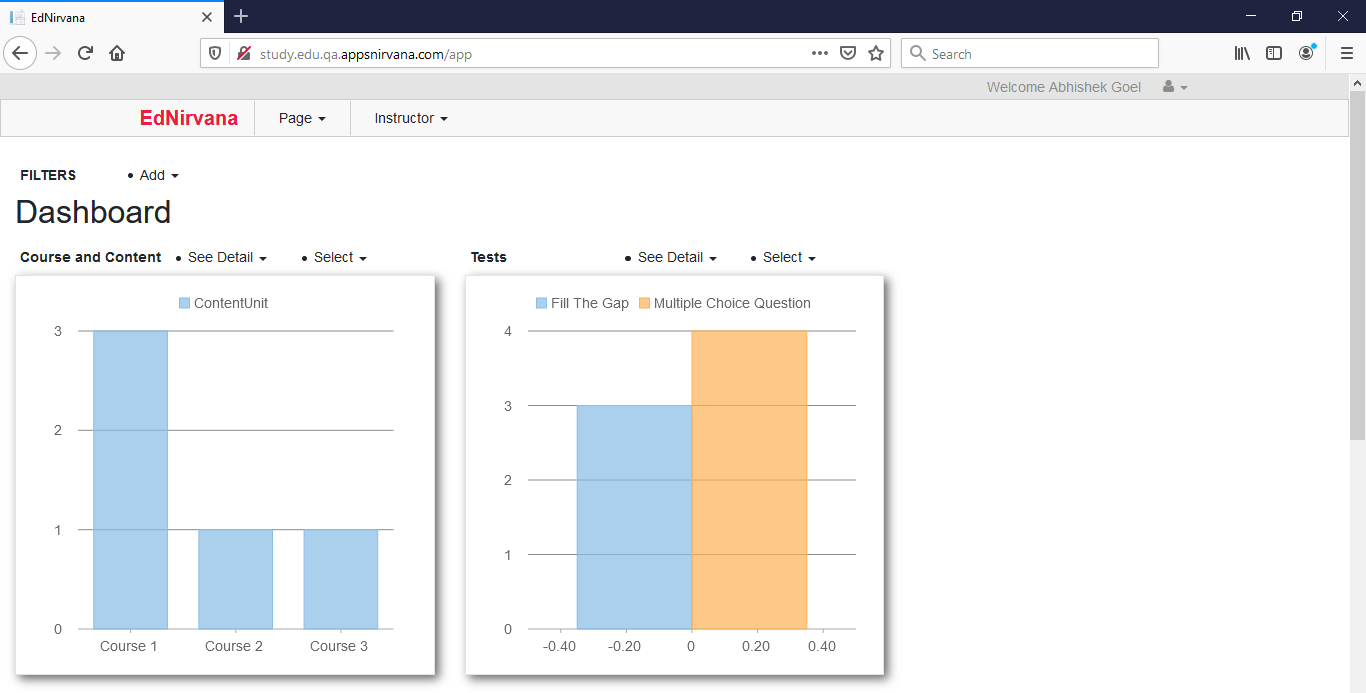 EdNirvana
study.edu.qa.appsnirvana.com/app
Search
Welcome Abhishek Goel
EdNirvana Page Instructor
FILTERS • Add
Dashboard
Course and Content • See Detail • Select
ContentUnit
3
2
1
0
Course 1 Course 2 Course 3
Tests • See Detail • Select
Fill The Gap Multiple Choice Question
4
3
2
1
0
-0.40 -0.20 0 0.20 0.40